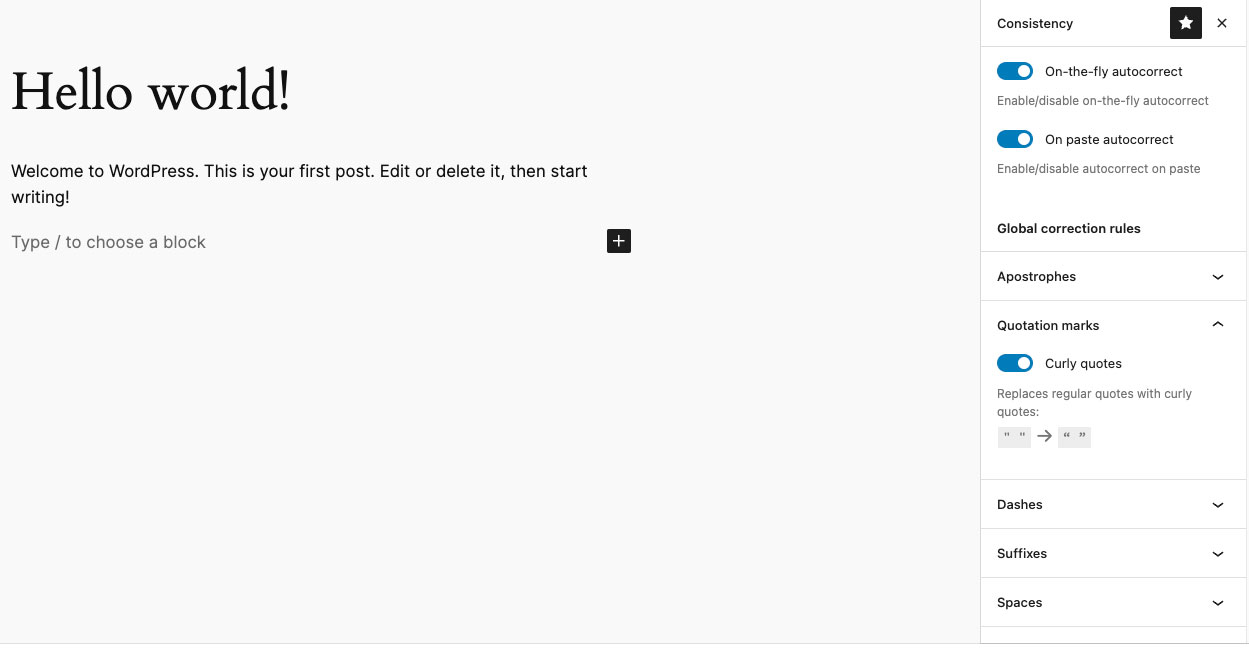 Hello world!
Welcome to WordPress. This is your first post. Edit or delete it, then start
writing!
Type / to choose a block
Consistency
On-the-fly autocorrect
Enable/disable on-the-fly autocorrect
On paste autocorrect
Enable/disable autocorrect on paste
Global correction rules
Apostrophes
Quotation marks
Curly quotes
Replaces regular quotes with curly
quotes:
" " → “ ”
Dashes
Suffixes
Spaces